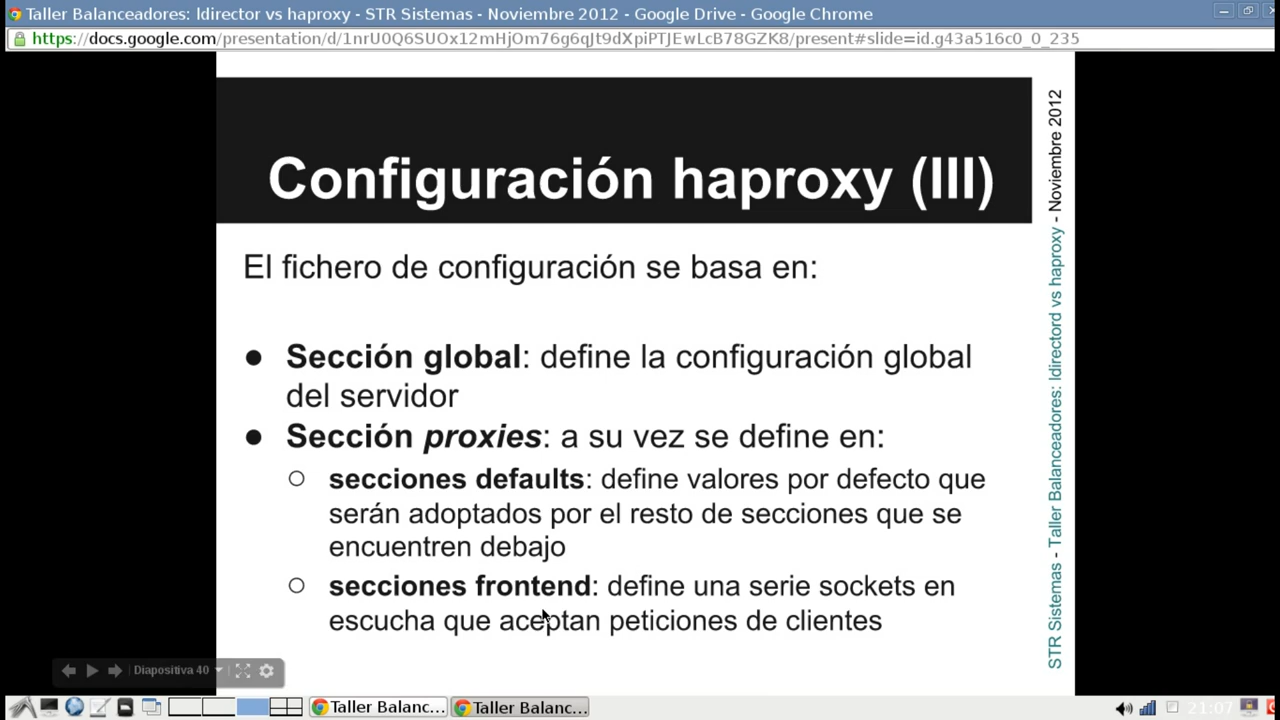 Taller Balanceadores: ldirector vs haproxy - STR Sistemas - Noviembre 2012 - Google Drive - Google Chrome
https://docs.google.com/presentation/d/1nrU0Q6SUOx12mHjOm76g6qJt9dXpiPTJEwLcB78GZK8/present#slide=id.g43a516c0_0_235
Configuración haproxy (III)
El fichero de configuración se basa en:
● Sección global: define la configuración global
del servidor
● Sección proxies: a su vez se define en:
○ secciones defaults: define valores por defecto que
serán adoptados por el resto de secciones que se
encuentren debajo
○ secciones frontend: define una serie sockets en
escucha que aceptan peticiones de clientes
STR Sistemas - Taller Balanceadores: ldirectord vs haproxy - Noviembre 2012
Diapositiva 40
Taller Balanc...
Taller Balanc...
21:07